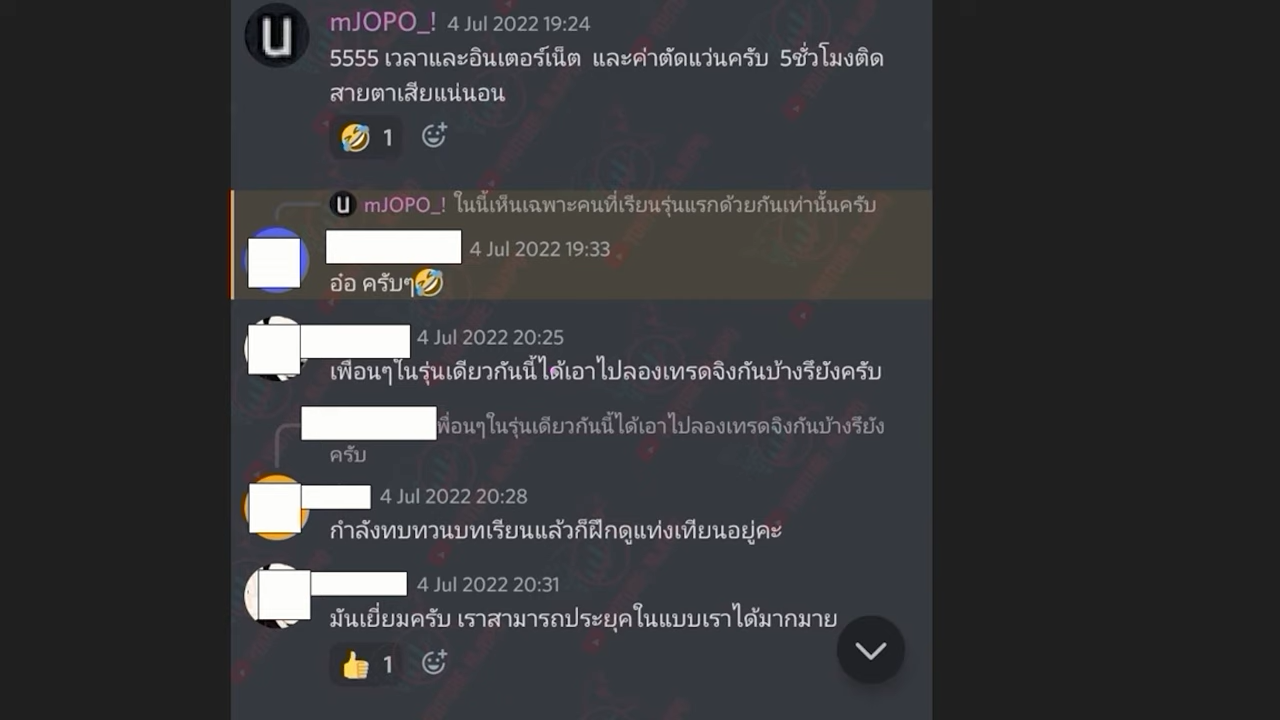 mJOPO_! 4 Jul 2022 19:24
5555 เวลาและอินเตอร์เน็ต และค่าตัดแว่นครับ 5ชั่วโมงติด
สายตาเสียแน่นอน
🤣 1
U mJOPO_! ในนี้เห็นเฉพาะคนที่เรียนรุ่นแรกด้วยกันเท่านั้นครับ
4 Jul 2022 19:33
อ๋อ ครับๆ🤣
4 Jul 2022 20:25
เพื่อนๆในรุ่นเดียวกันนี้ได้เอาไปลองเทรดจิงกันบ้างรึยังครับ
พื่อนๆในรุ่นเดียวกันนี้ได้เอาไปลองเทรดจิงกันบ้างรึยัง
ครับ
4 Jul 2022 20:28
กำลังทบทวนบทเรียนแล้วก็ฝึกดูแท่งเทียนอยู่คะ
4 Jul 2022 20:31
มันเยี่ยมครับ เราสามารถประยุคในแบบเราได้มากมาย
👍 1